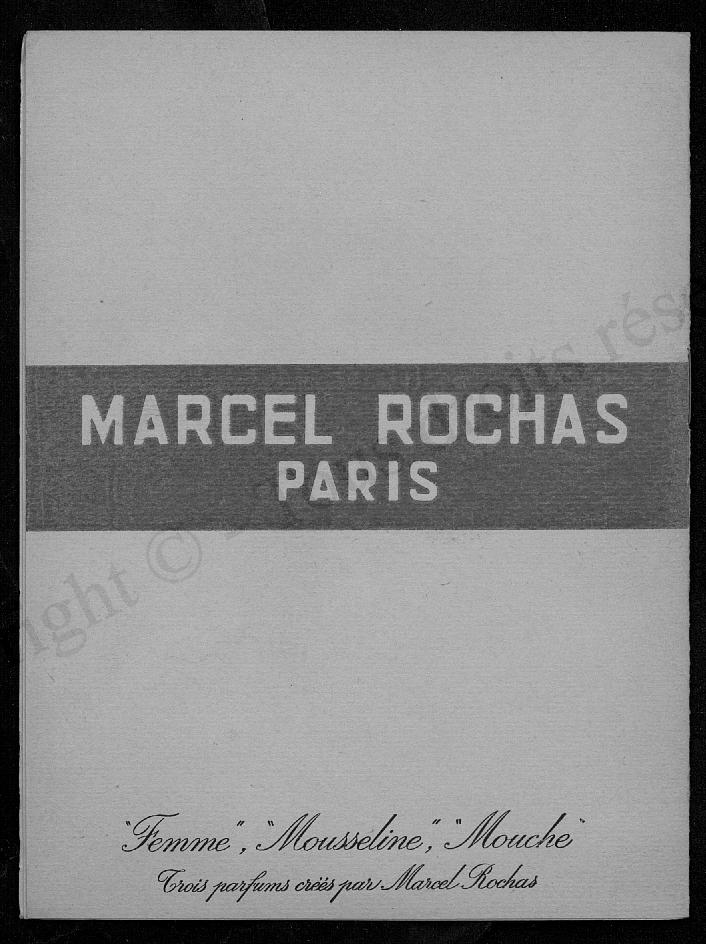 MARCEL ROCHAS
PARIS
"Femme", "Mousseline", "Mouche"
Trois parfums créés par Marcel Rochas